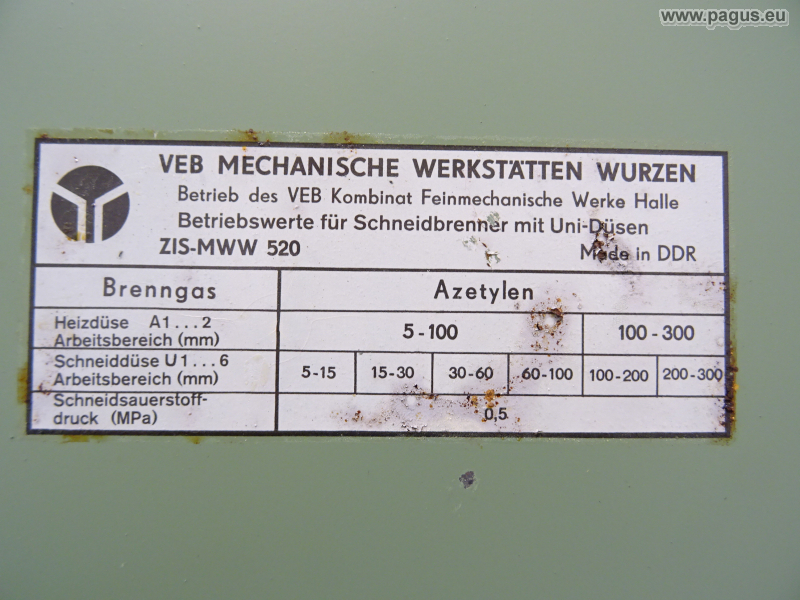 www.pagus.eu
VEB MECHANISCHE WERKSTÄTTEN WURZEN
Betrieb des VEB Kombinat Feinmechanische Werke Halle
Betriebswerte für Schneidbrenner mit Uni-Düsen
ZIS-MWW 520 Made in DDR
Brenngas Azetylen
Heizdüse A1...2
Arbeitsbereich (mm) 5-100 100-300
Schneiddüse U1...6
Arbeitsbereich (mm) 5-15 15-30 30-60 60-100 100-200 200-300
Schneidsauerstoff-
druck (MPa) 0,5